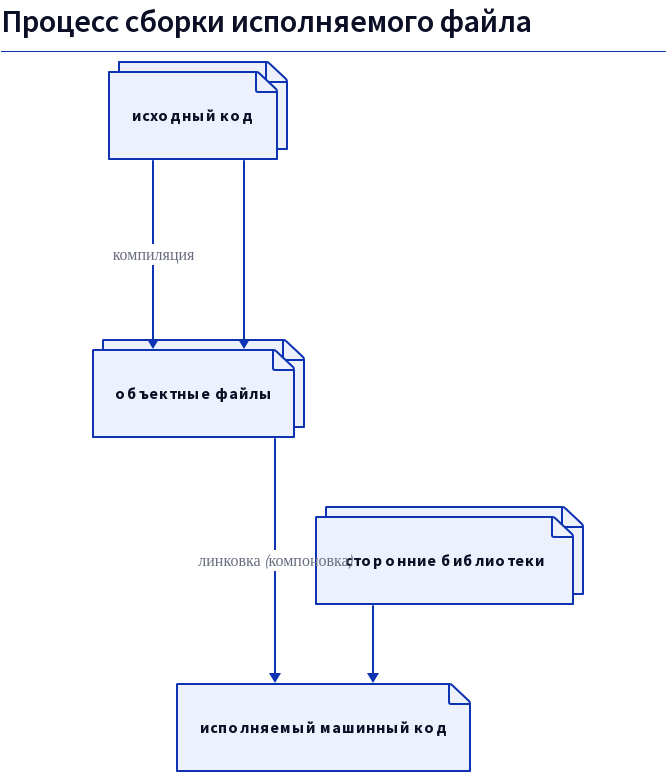 Процесс сборки исполняемого файла
исходный код
компиляция
объектные файлы
линковка (компоновка)
сторонние библиотеки
исполняемый машинный код